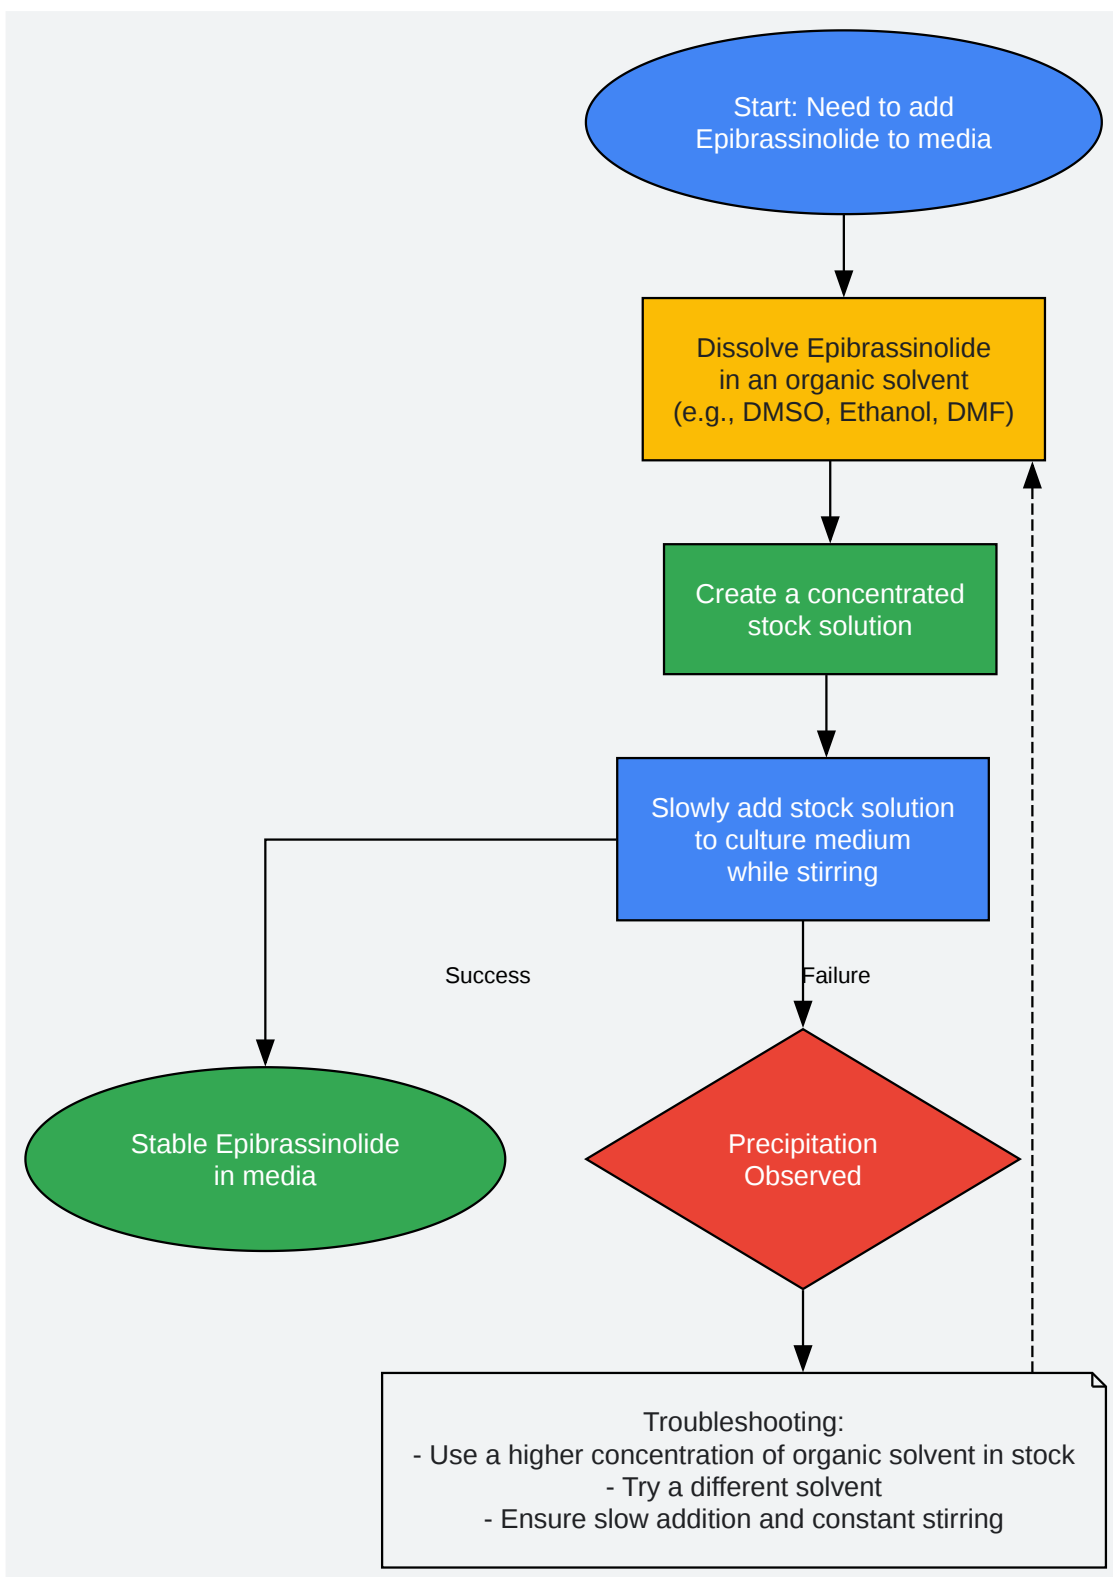 Start: Need to add
Epibrassinolide to media
Dissolve Epibrassinolide
in an organic solvent
(e.g., DMSO, Ethanol, DMF)
Create a concentrated
stock solution
Slowly add stock solution
to culture medium
while stirring
Success
Failure
Stable Epibrassinolide
in media
Precipitation
Observed
Troubleshooting:
- Use a higher concentration of organic solvent in stock
- Try a different solvent
- Ensure slow addition and constant stirring